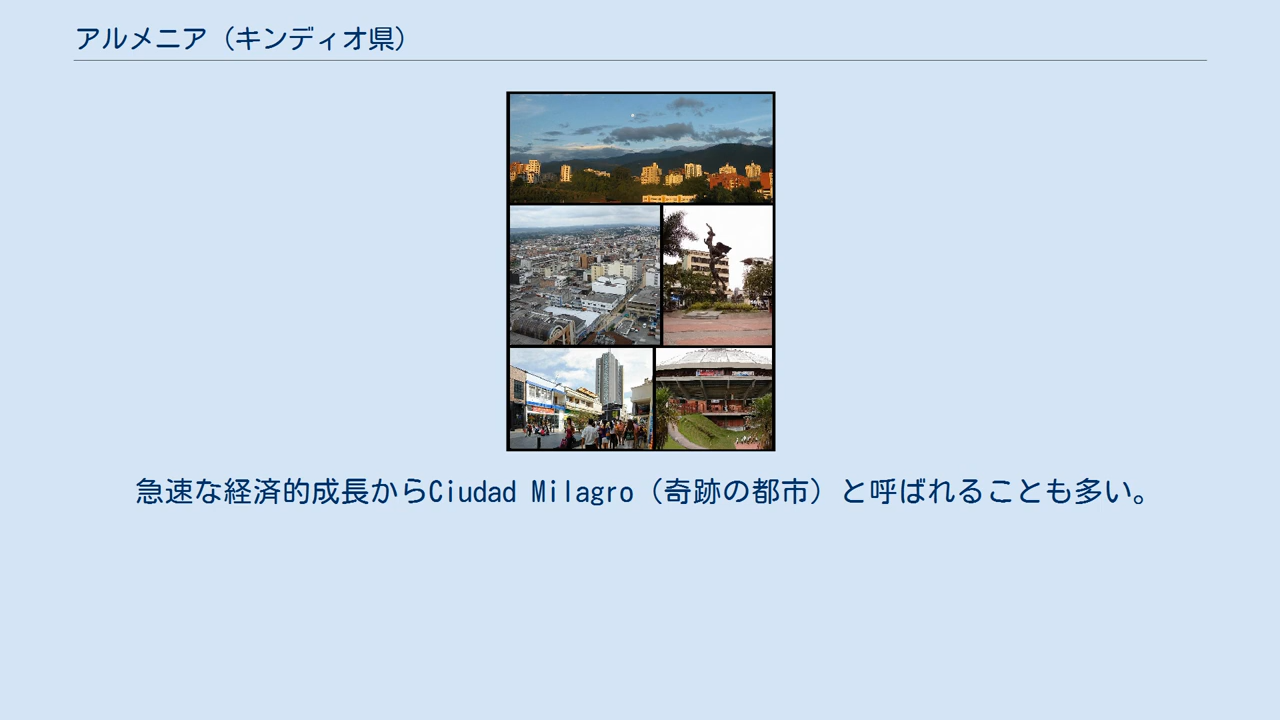 アルメニア（キンディオ県）
急速な経済的成長からCiudad Milagro（奇跡の都市）と呼ばれることも多い。